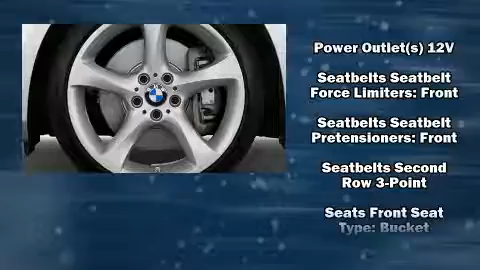 Power Outlet(s) 12V
Seatbelts Seatbelt
Force Limiters: Front
Seatbelts Seatbelt
Pretensioners: Front
Seatbelts Second
Row 3-Point
Seats Front Seat
Type: Bucket